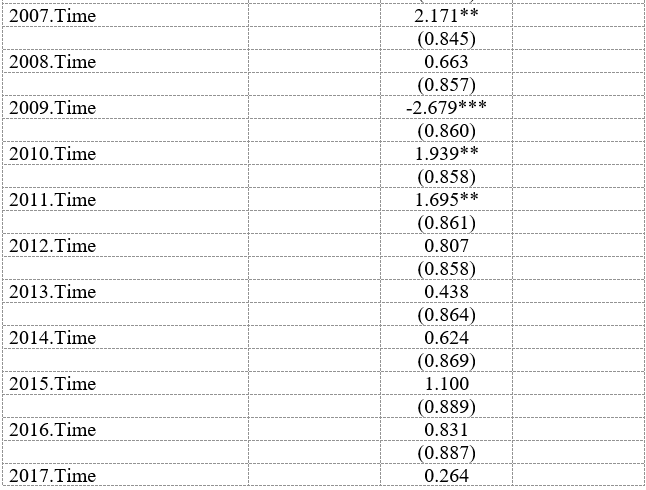 2007.Time 2.171**
(0.845)
2008.Time 0.663
(0.857)
2009.Time -2.679***
(0.860)
2010.Time 1.939**
(0.858)
2011.Time 1.695**
(0.861)
2012.Time 0.807
(0.858)
2013.Time 0.438
(0.864)
2014.Time 0.624
(0.869)
2015.Time 1.100
(0.889)
2016.Time 0.831
(0.887)
2017.Time 0.264